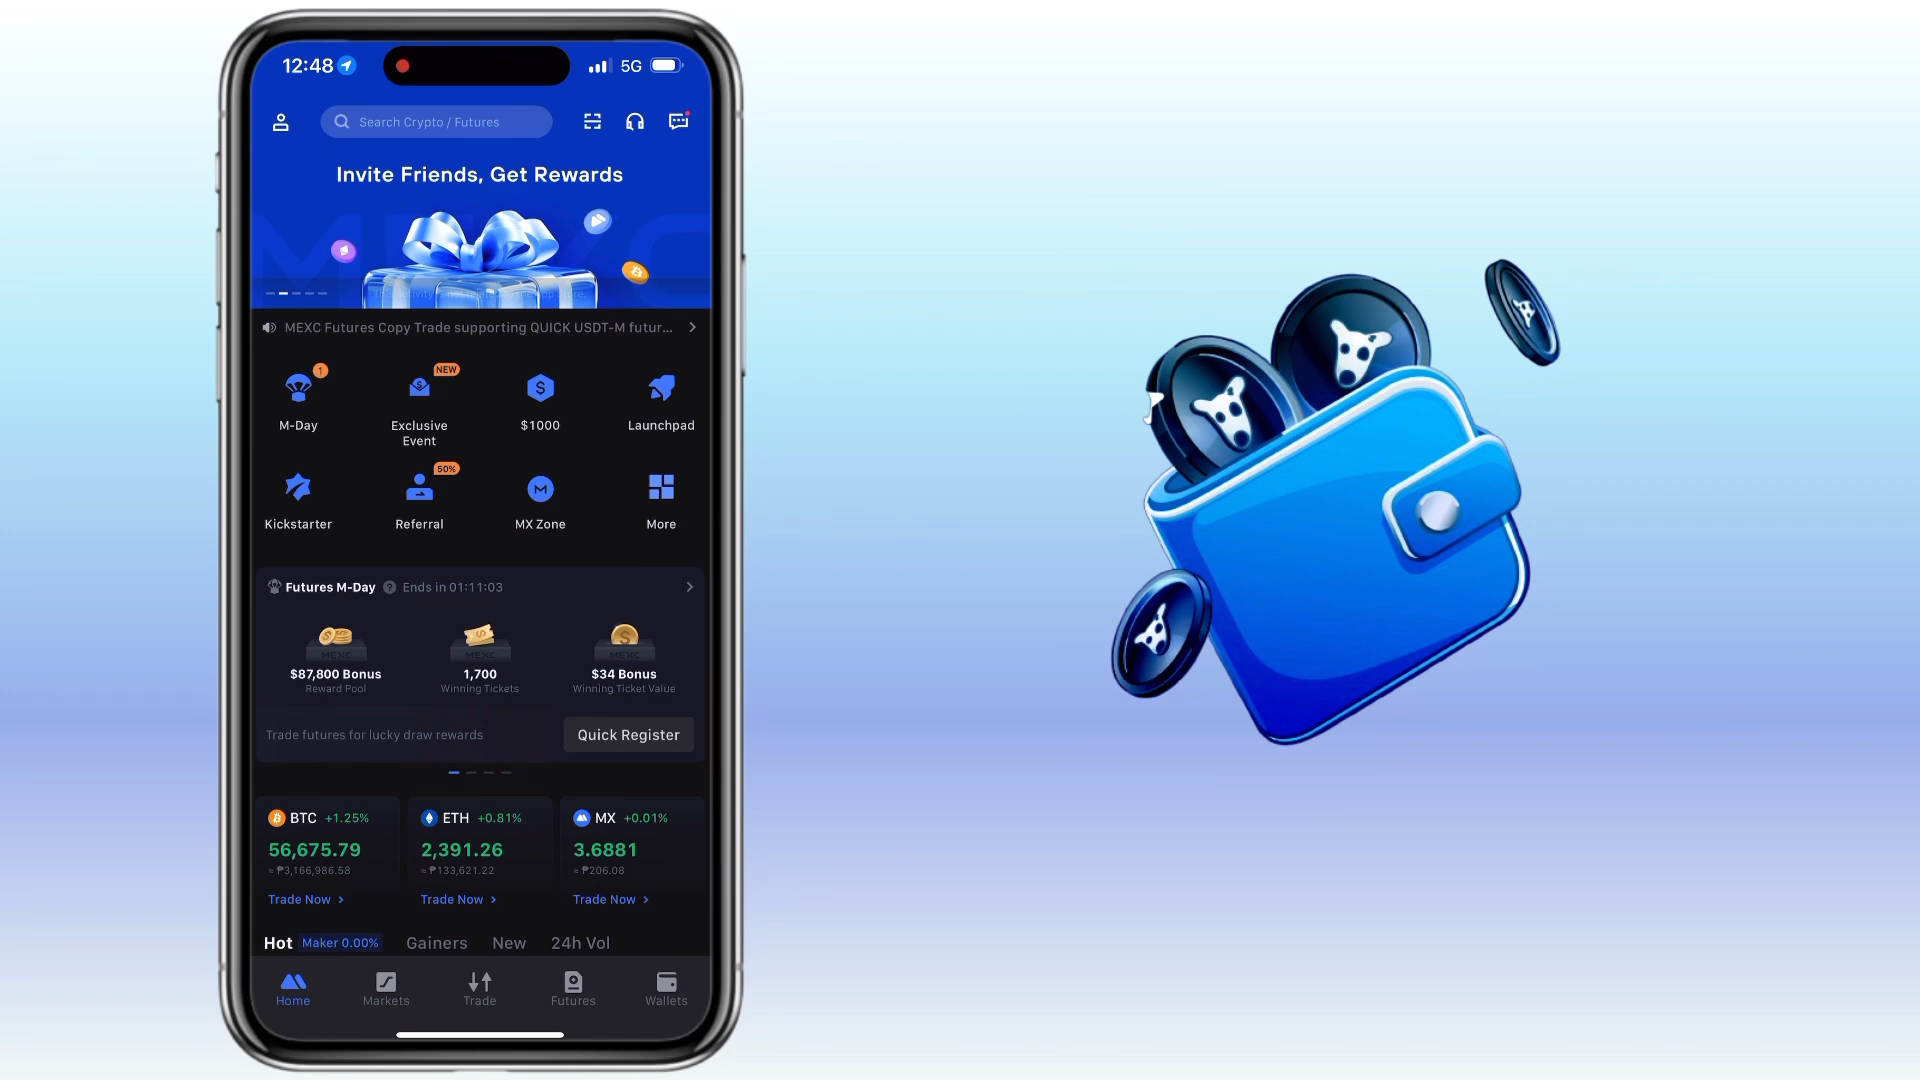 12:48
5G
Search Crypto / Futures
Invite Friends, Get Rewards
MEXC
MEXC Futures Copy Trade supporting QUICK USDT-M futur...
1
NEW
M-Day
Exclusive
Event
$1000
Launchpad
50%
Kickstarter
Referral
MX Zone
More
Futures M-Day ? Ends in 01:11:03
MEXC
MEXC
MEXC
$87,800 Bonus
1,700
$34 Bonus
Reward Pool
Winning Tickets
Winning Ticket Value
Trade futures for lucky draw rewards
Quick Register
BTC +1.25%
ETH +0.81%
MX +0.01%
56,675.79
2,391.26
3.6881
≈ ₱3,166,986.58
≈ ₱133,621.22
≈ ₱206.08
Trade Now >
Trade Now >
Trade Now >
Hot Maker 0.00% Gainers New 24h Vol
Home
Markets
Trade
Futures
Wallets